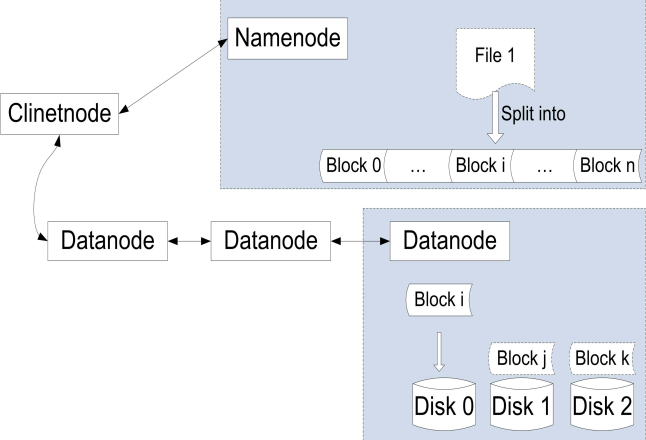 Namenode
File 1
Clinetnode
Split into
Block 0 … Block i … Block n
Datanode Datanode Datanode
Block i
Block j Block k
Disk 0 Disk 1 Disk 2